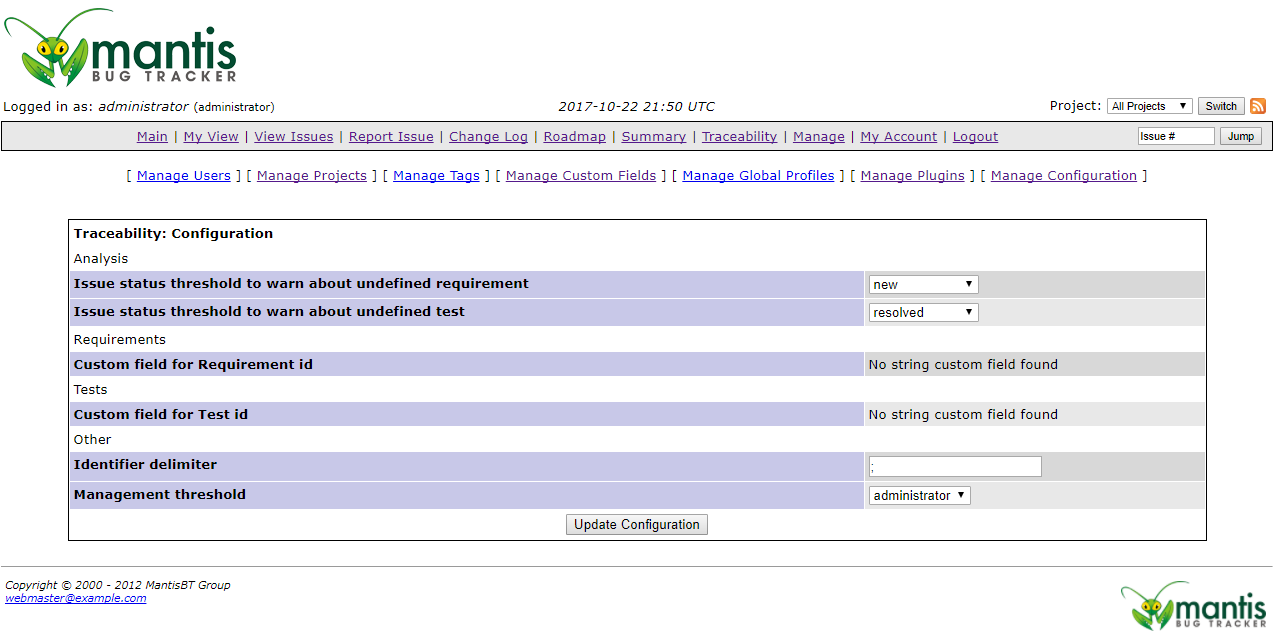 mantis
BUG TRACKER
Logged in as: administrator (administrator) 2017-10-22 21:50 UTC Project: All Projects Switch
Main | My View | View Issues | Report Issue | Change Log | Roadmap | Summary | Traceability | Manage | My Account | Logout Issue # Jump
[ Manage Users ] [ Manage Projects ] [ Manage Tags ] [ Manage Custom Fields ] [ Manage Global Profiles ] [ Manage Plugins ] [ Manage Configuration ]
Traceability: Configuration
Analysis
Issue status threshold to warn about undefined requirement new
Issue status threshold to warn about undefined test resolved
Requirements
Custom field for Requirement id No string custom field found
Tests
Custom field for Test id No string custom field found
Other
Identifier delimiter ;
Management threshold administrator
Update Configuration
Copyright © 2000 - 2012 MantisBT Group
webmaster@example.com
mantis
BUG TRACKER